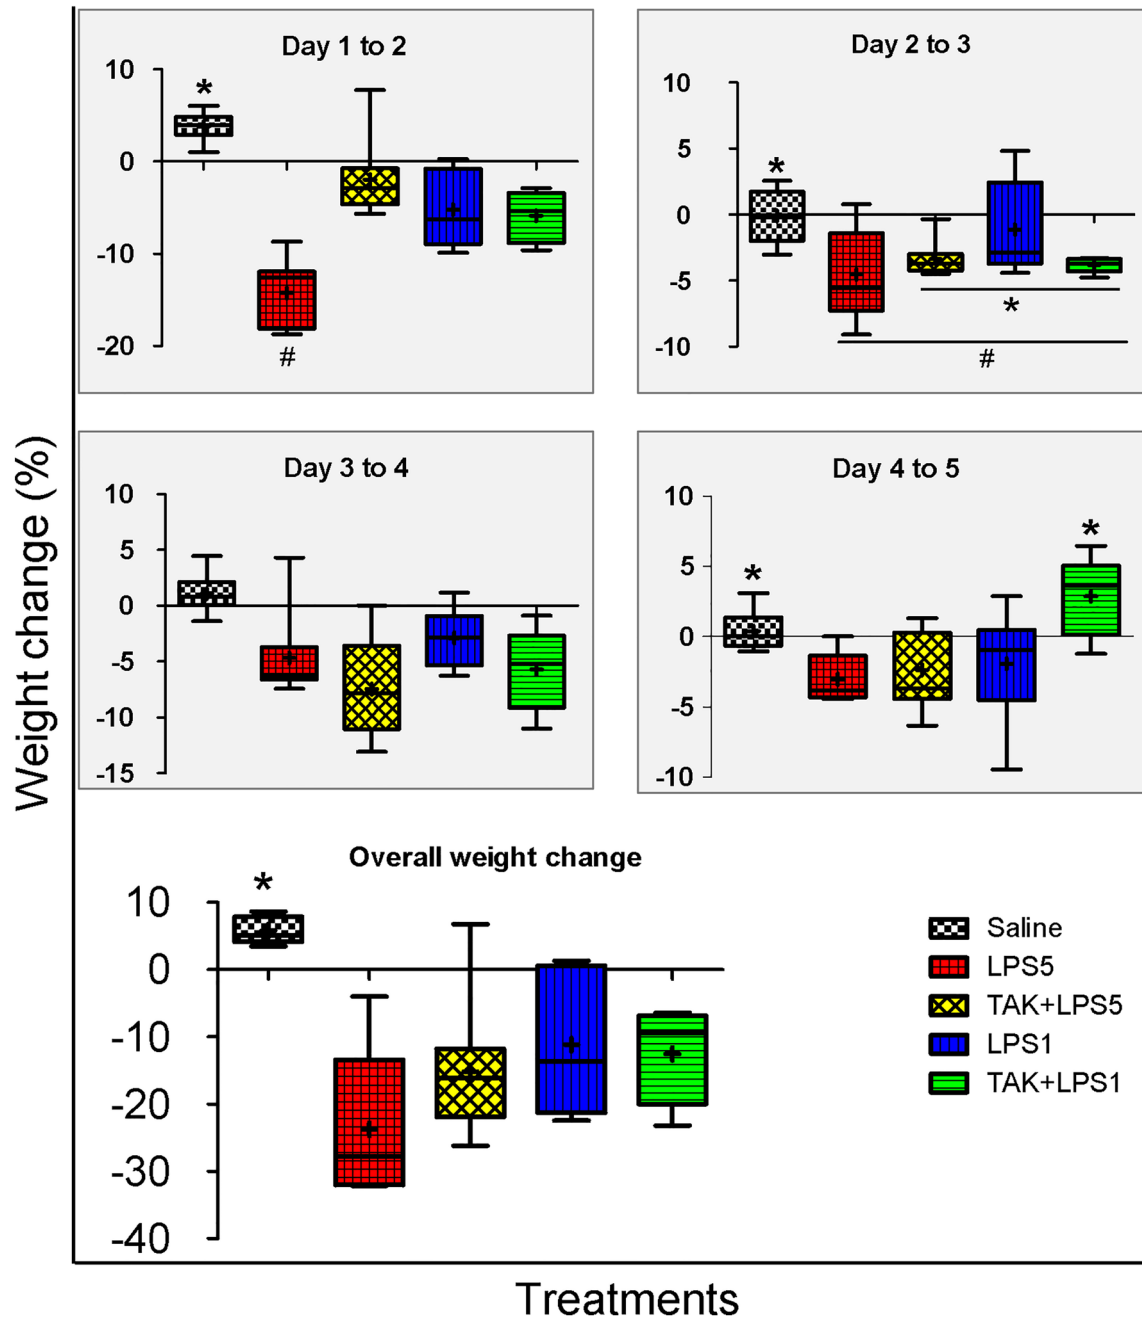 Weight change (%)
Day 1 to 2
10
*
0
-10
-20
#
Day 2 to 3
10
5
*
0
-5
*
-10
#
Day 3 to 4
10
5
0
-5
-10
-15
Day 4 to 5
10
*
5
*
0
-5
-10
Overall weight change
10
*
0
-10
-20
-30
-40
Saline
LPS5
TAK+LPS5
LPS1
TAK+LPS1
Treatments